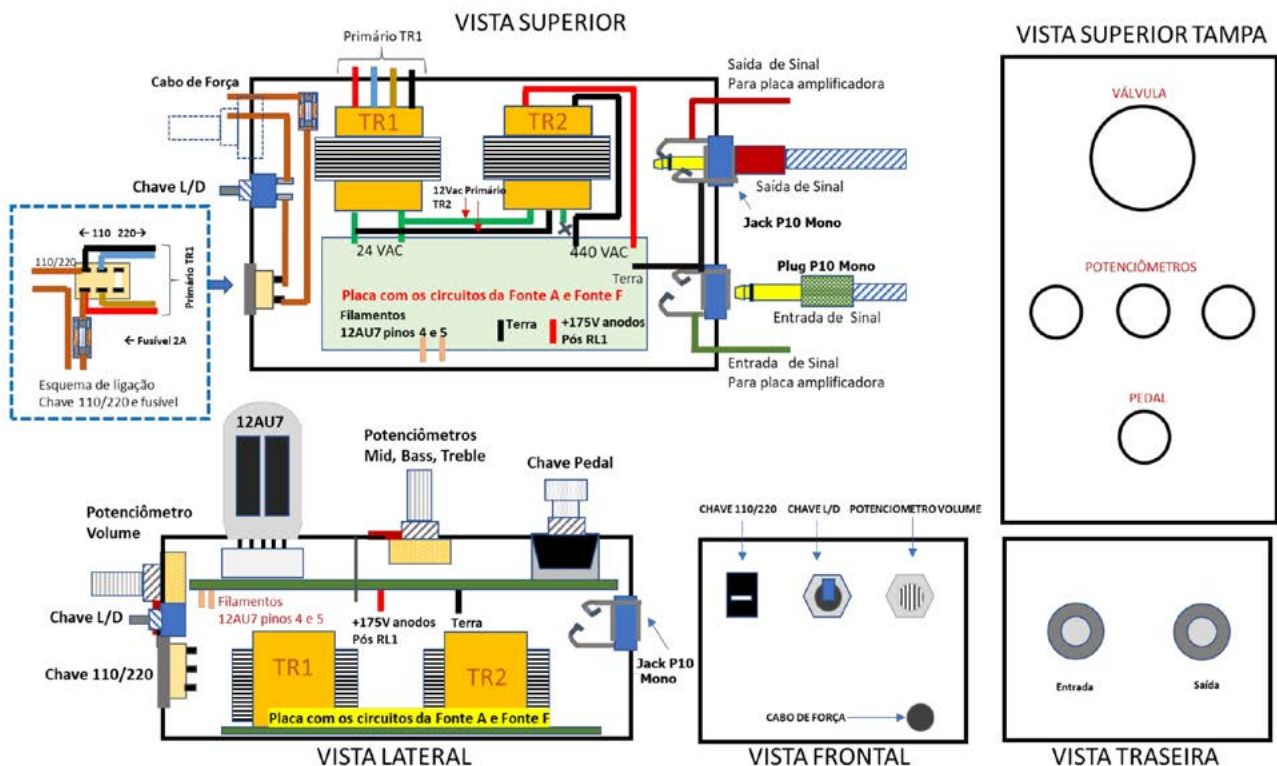 VISTA SUPERIOR
Primário TR1
Cabo de Força
TR1
TR2
Saída de Sinal
Para placa amplificadora
Chave L/D
12Vac Primário
TR2
Saída de Sinal
Jack P10 Mono
24 VAC
440 VAC
Terra
Plug P10 Mono
Entrada de Sinal
Placa com os circuitos da Fonte A e Fonte F
Filamentos
12AU7 pinos 4 e 5
Terra
+175V anodos
Pós RL1
Entrada de Sinal
Para placa amplificadora
←110 220→
110/220
Primário TR1
← Fusível 2A
Esquema de ligação
Chave 110/220 e fusível
VISTA SUPERIOR TAMPA
VÁLVULA
POTENCIÔMETROS
PEDAL
12AU7
Potenciômetros
Mid, Bass, Treble
Chave Pedal
Potenciômetro
Volume
Filamentos
12AU7 pinos 4 e 5
+175V anodos
Pós RL1
Terra
Chave L/D
Chave 110/220
TR1
TR2
Jack P10
Mono
Placa com os circuitos da Fonte A e Fonte F
VISTA LATERAL
CHAVE 110/220
CHAVE L/D
POTENCIOMETRO VOLUME
CABO DE FORÇA
VISTA FRONTAL
Entrada
Saída
VISTA TRASEIRA